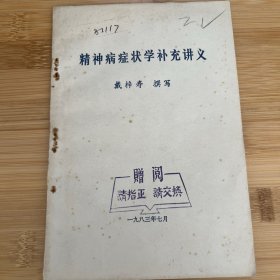 83117
精神病症状学补充讲义
戴梓寿 撰写
赠阅
请指正 请交换
一九八三年七月